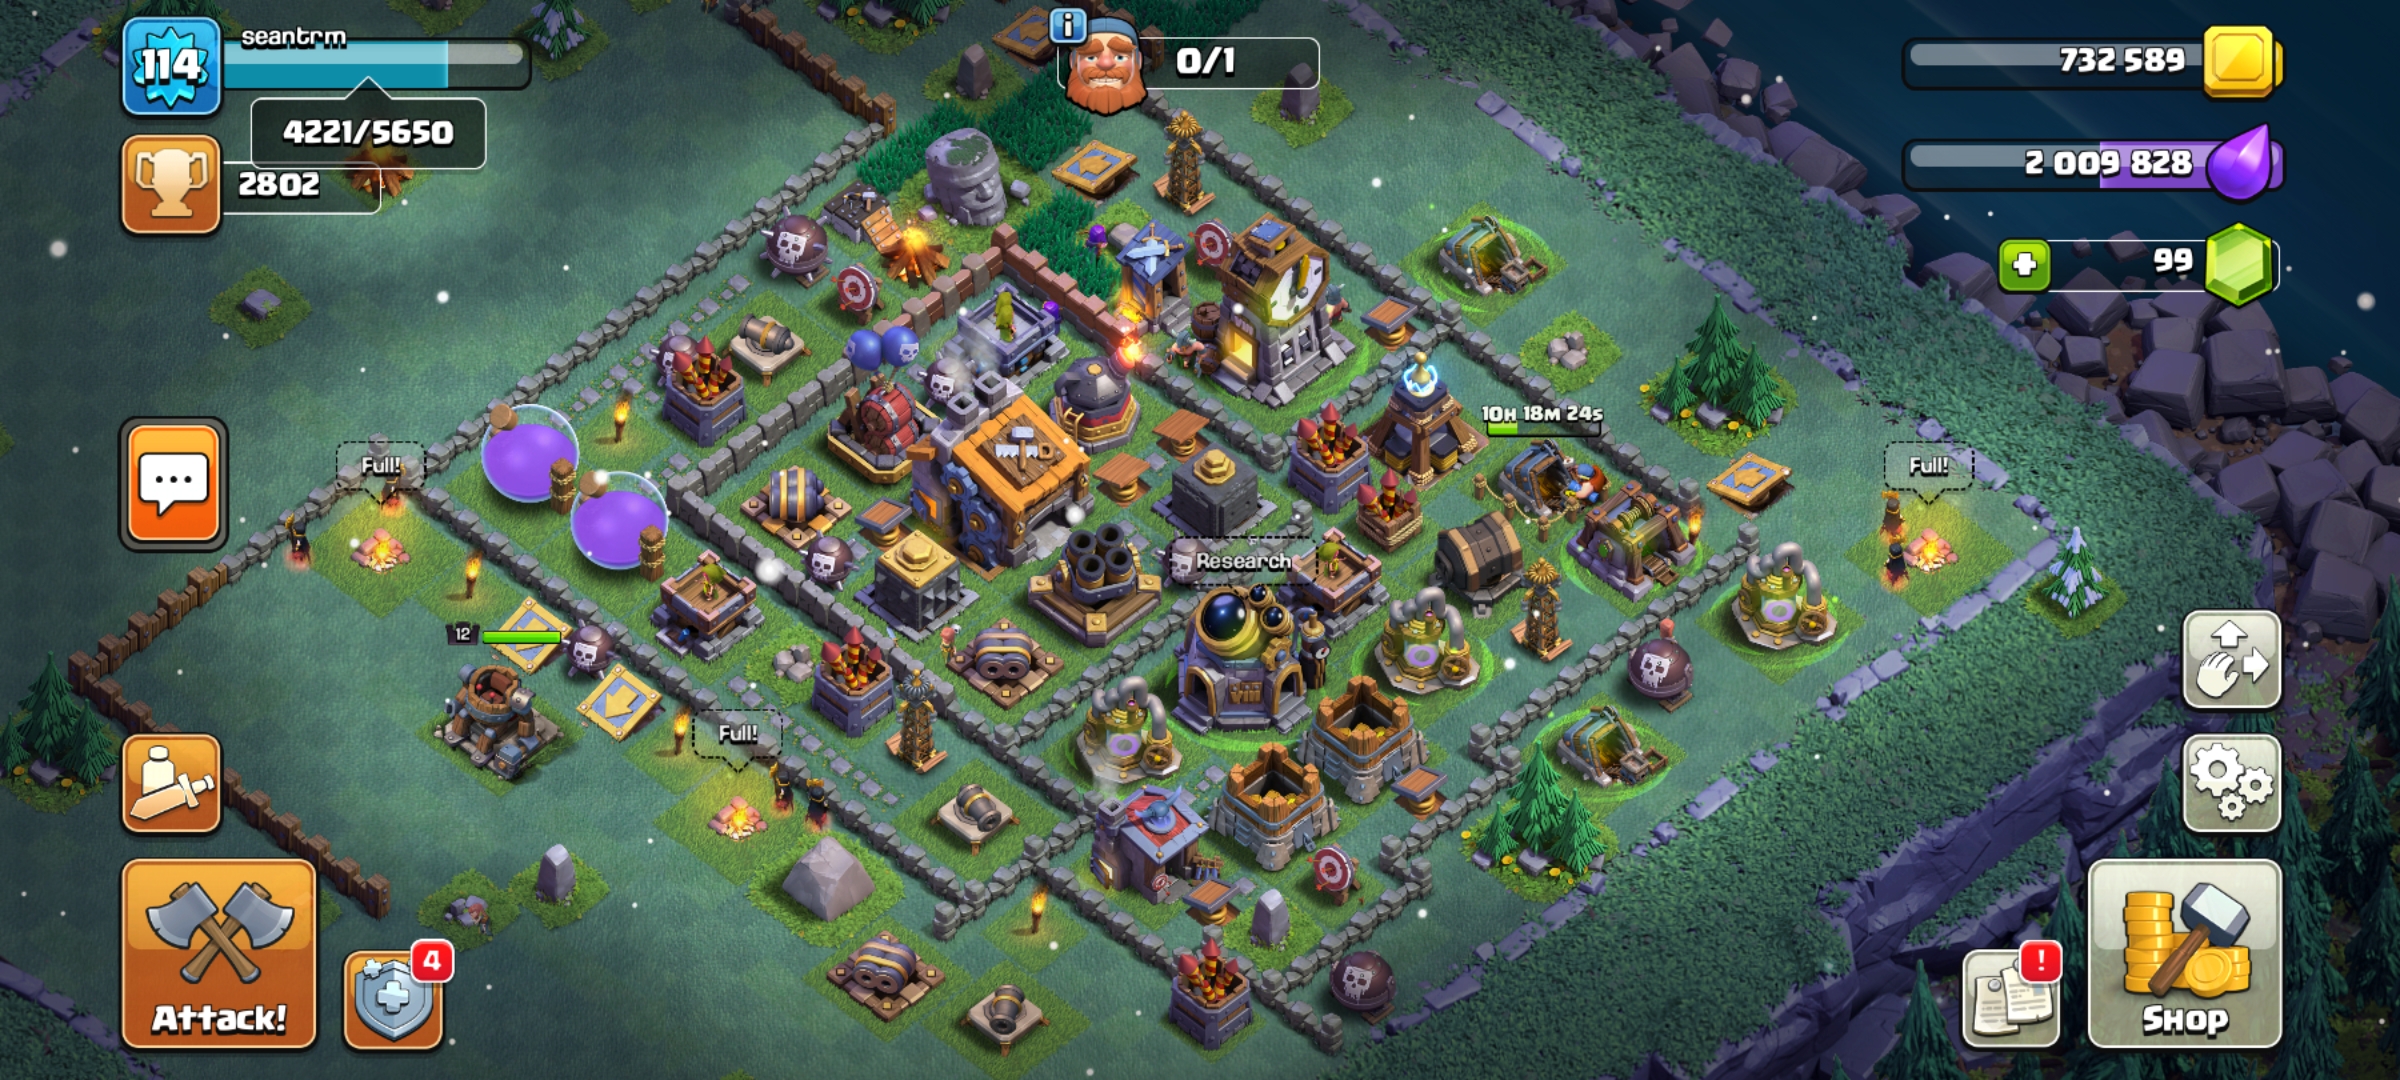 114
seantrm
0/1
732 589
4221/5650
2802
2 009 828
99
10H 18M 24s
Full!
Full!
Research
12
Full!
Attack!
4
!
Shop